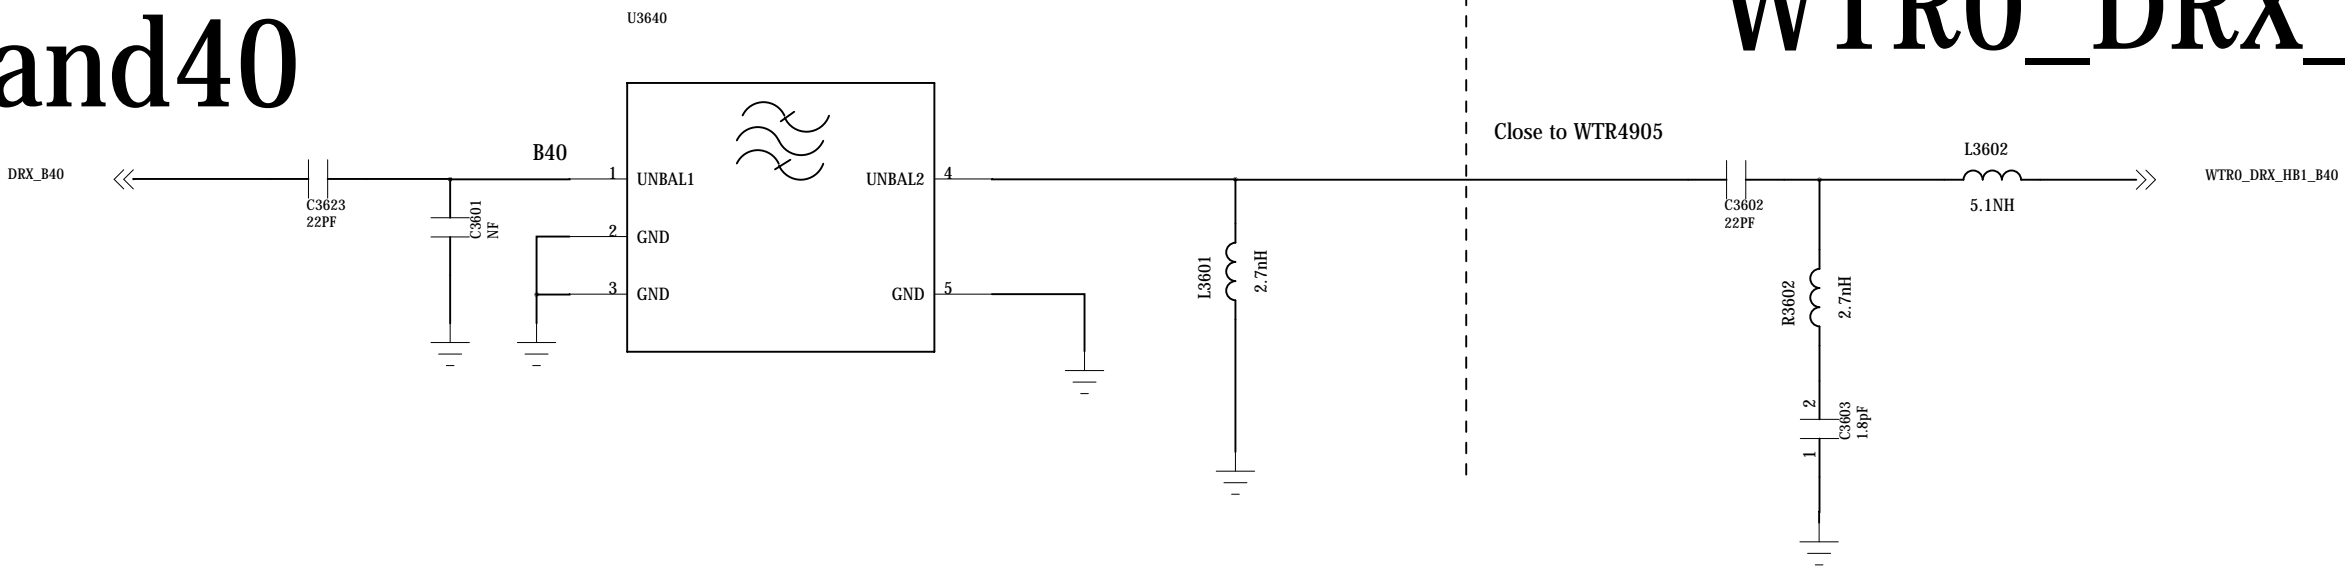 U3640
and40
WTR0_DRX_
Close to WTR4905
B40
L3602
DRX_B40
1
UNBAL1
UNBAL2
4
WTR0_DRX_HB1_B40
C3623
22PF
C3601
NF
C3602
22PF
5.1NH
2
GND
L3601
2.7nH
R3602
2.7nH
3
GND
GND
5
2
C3603
1.8pF
1